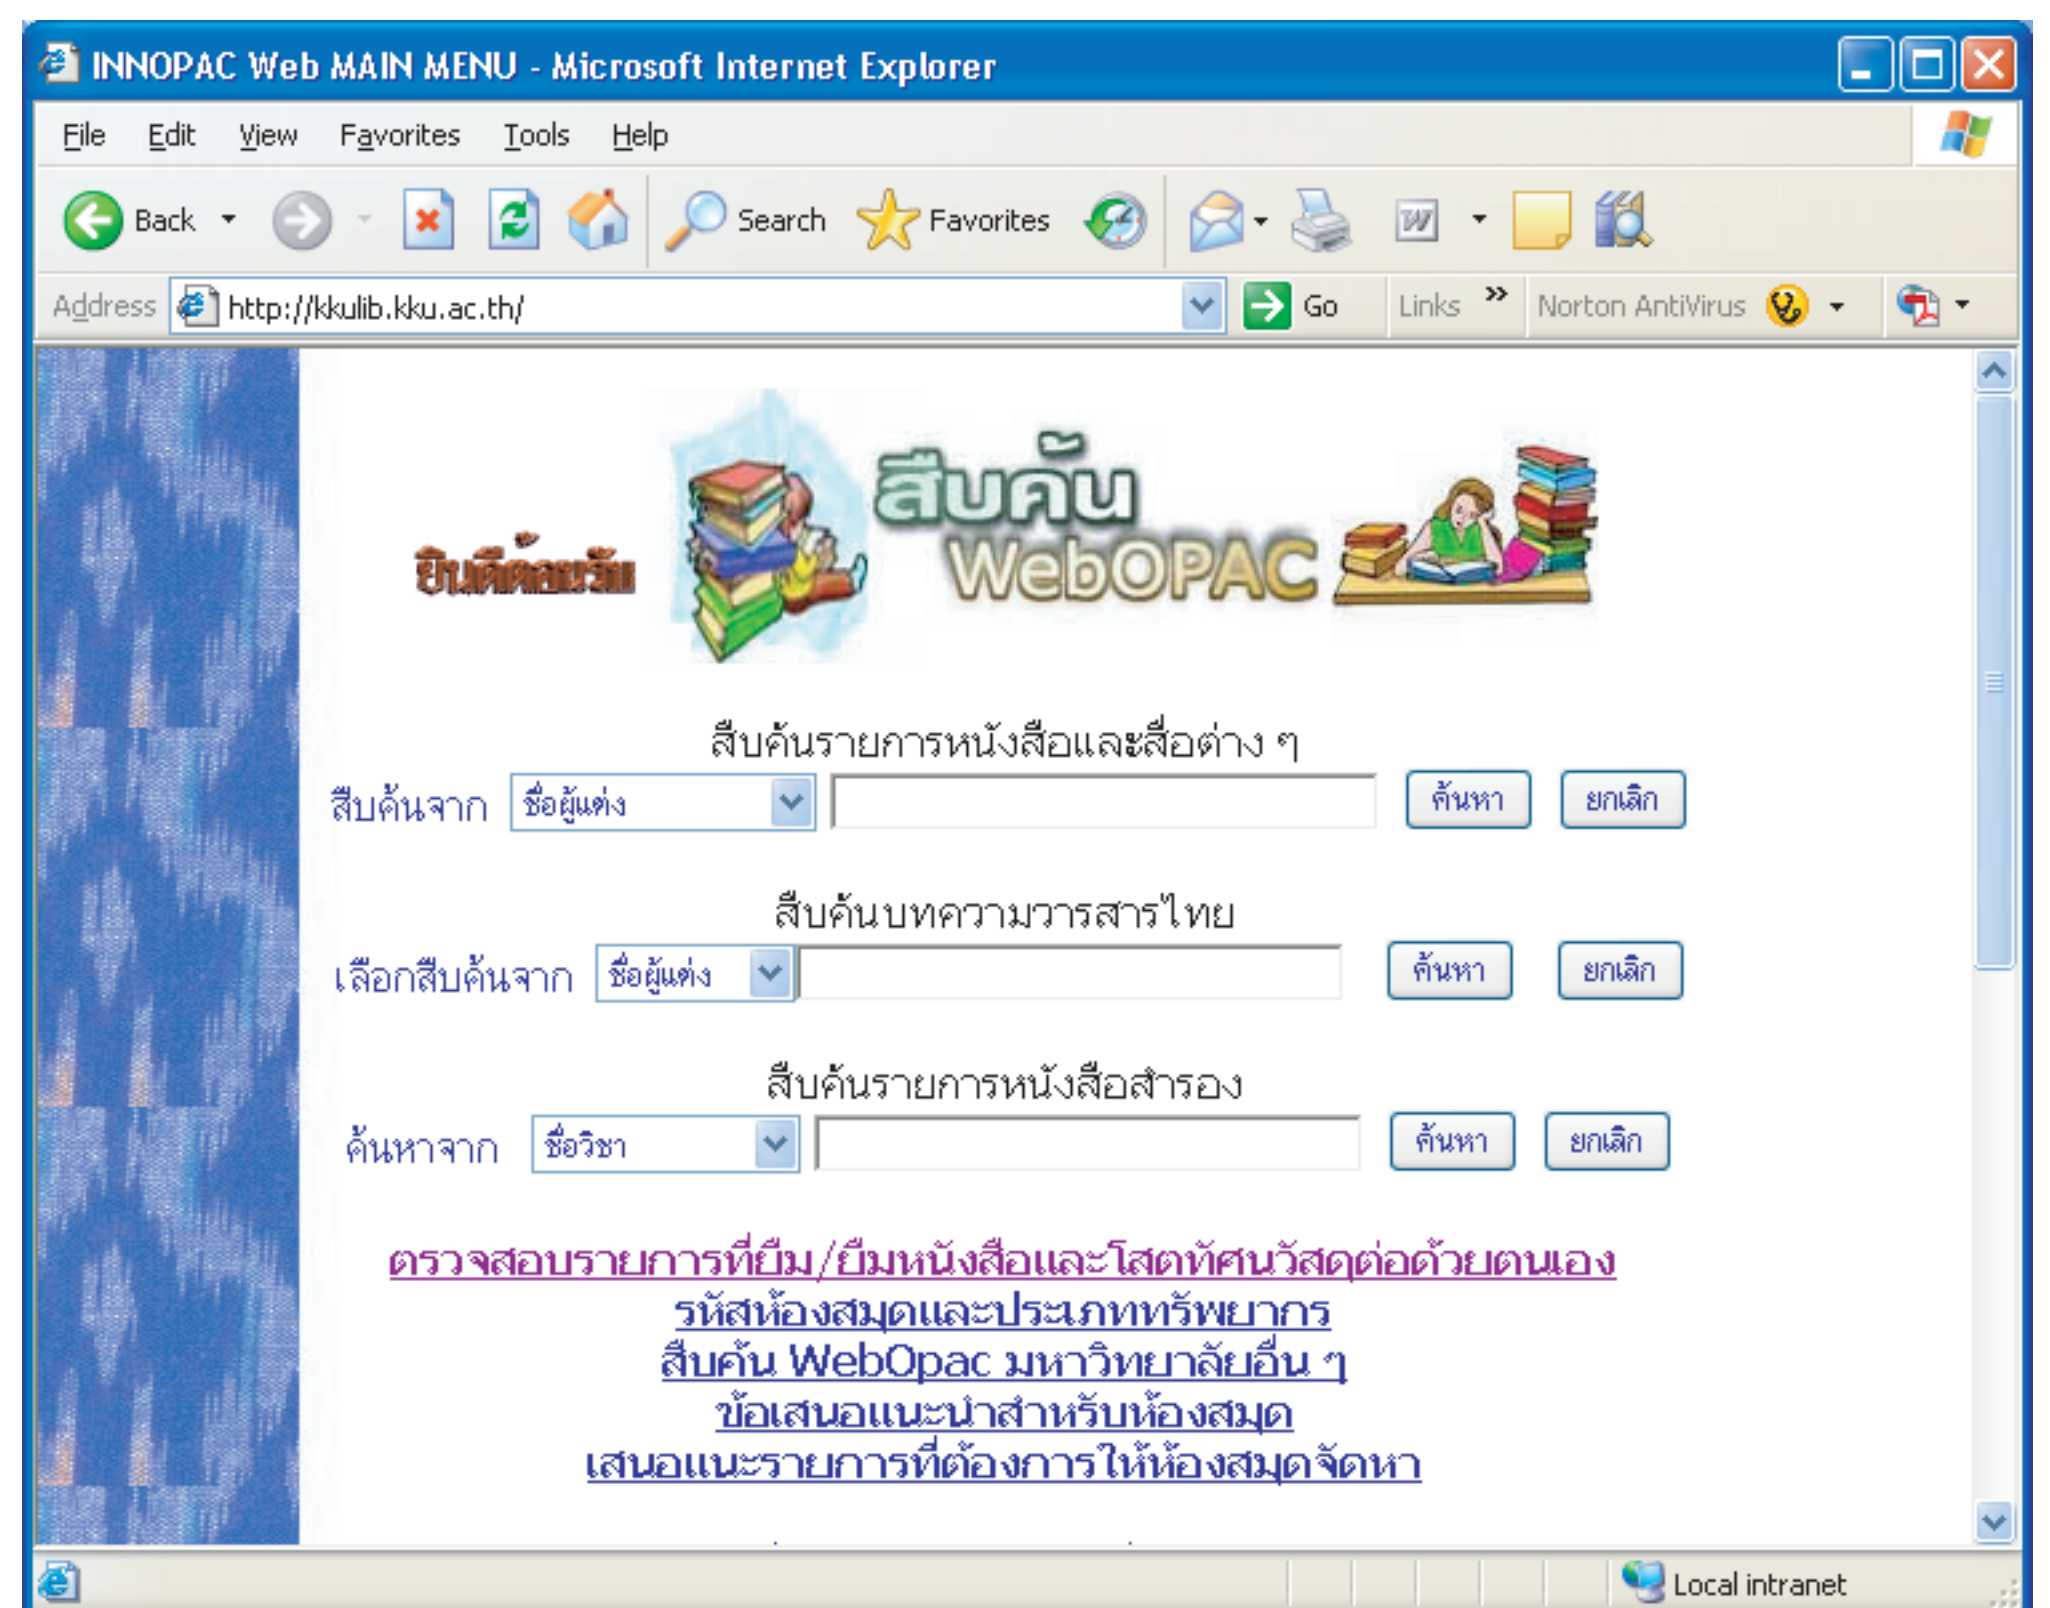 INNOPAC Web MAIN MENU - Microsoft Internet Explorer
File Edit View Favorites Tools Help
Back Search Favorites W
Address http://kkulib.kku.ac.th/ Go Links » Norton AntiVirus
สืบค้น
ยินดีต้อนรับ WebOPAC
สืบค้นรายการหนังสือและสื่อต่าง ๆ
สืบค้นจาก ชื่อผู้แต่ง ค้นหา ยกเลิก
สืบค้นบทความวารสารไทย
เลือกสืบค้นจาก ชื่อผู้แต่ง ค้นหา ยกเลิก
สืบค้นรายการหนังสือสำรอง
ค้นหาจาก ชื่อวิชา ค้นหา ยกเลิก
ตรวจสอบรายการที่ยืม/ยืมหนังสือและโสตทัศนวัสดุต่อด้วยตนเอง
รหัสห้องสมุดและประเภททรัพยากร
สืบค้น WebOpac มหาวิทยาลัยอื่น ๆ
ข้อเสนอแนะนำสำหรับห้องสมุด
เสนอแนะรายการที่ต้องการให้ห้องสมุดจัดหา
Local intranet